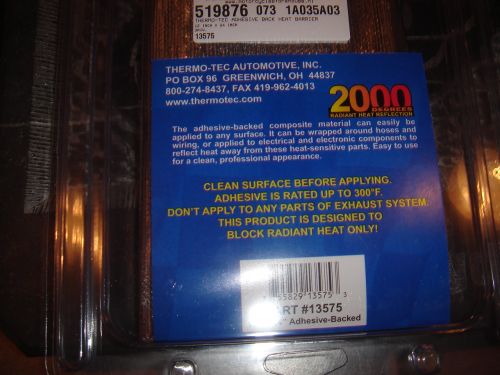 519876 073 1A035A03
THERMO-TEC ADHESIVE BACK HEAT BARRIER
13575
THERMO-TEC AUTOMOTIVE, INC.
PO BOX 96 GREENWICH, OH 44837
800-274-8437, FAX 419-962-4013
www.thermotec.com
2000
DEGREES
RADIANT HEAT REFLECTION
The adhesive-backed composite material can easily be
applied to any surface. It can be wrapped around hoses and
wiring, or applied to electrical and electronic components to
reflect heat away from these heat-sensitive parts. Easy to use
for a clean, professional appearance.
CLEAN SURFACE BEFORE APPLYING.
ADHESIVE IS RATED UP TO 300°F.
DON'T APPLY TO ANY PARTS OF EXHAUST SYSTEM.
THIS PRODUCT IS DESIGNED TO
BLOCK RADIANT HEAT ONLY!
55829 13575 3
#13575
Adhesive-Backed